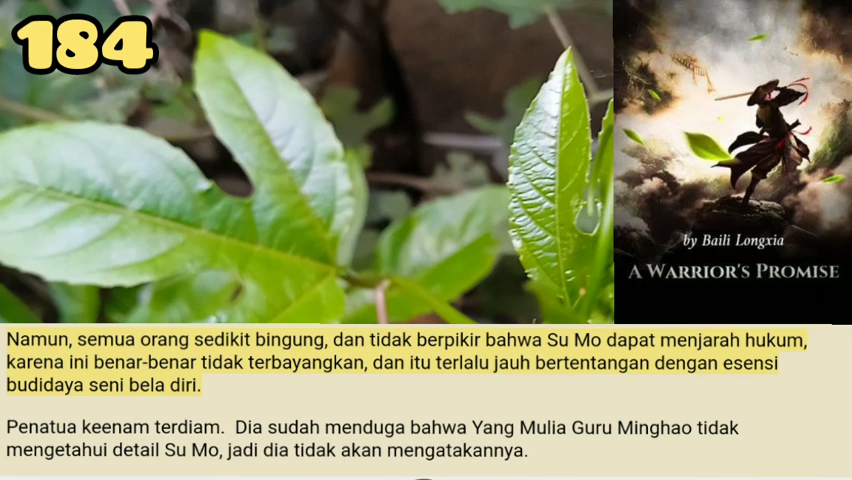 184
by Baili Longxia
A WARRIOR'S PROMISE
Namun, semua orang sedikit bingung, dan tidak berpikir bahwa Su Mo dapat menjarah hukum,
karena ini benar-benar tidak terbayangkan, dan itu terlalu jauh bertentangan dengan esensi
budidaya seni bela diri.
Penatua keenam terdiam.  Dia sudah menduga bahwa Yang Mulia Guru Minghao tidak
mengetahui detail Su Mo, jadi dia tidak akan mengatakannya.